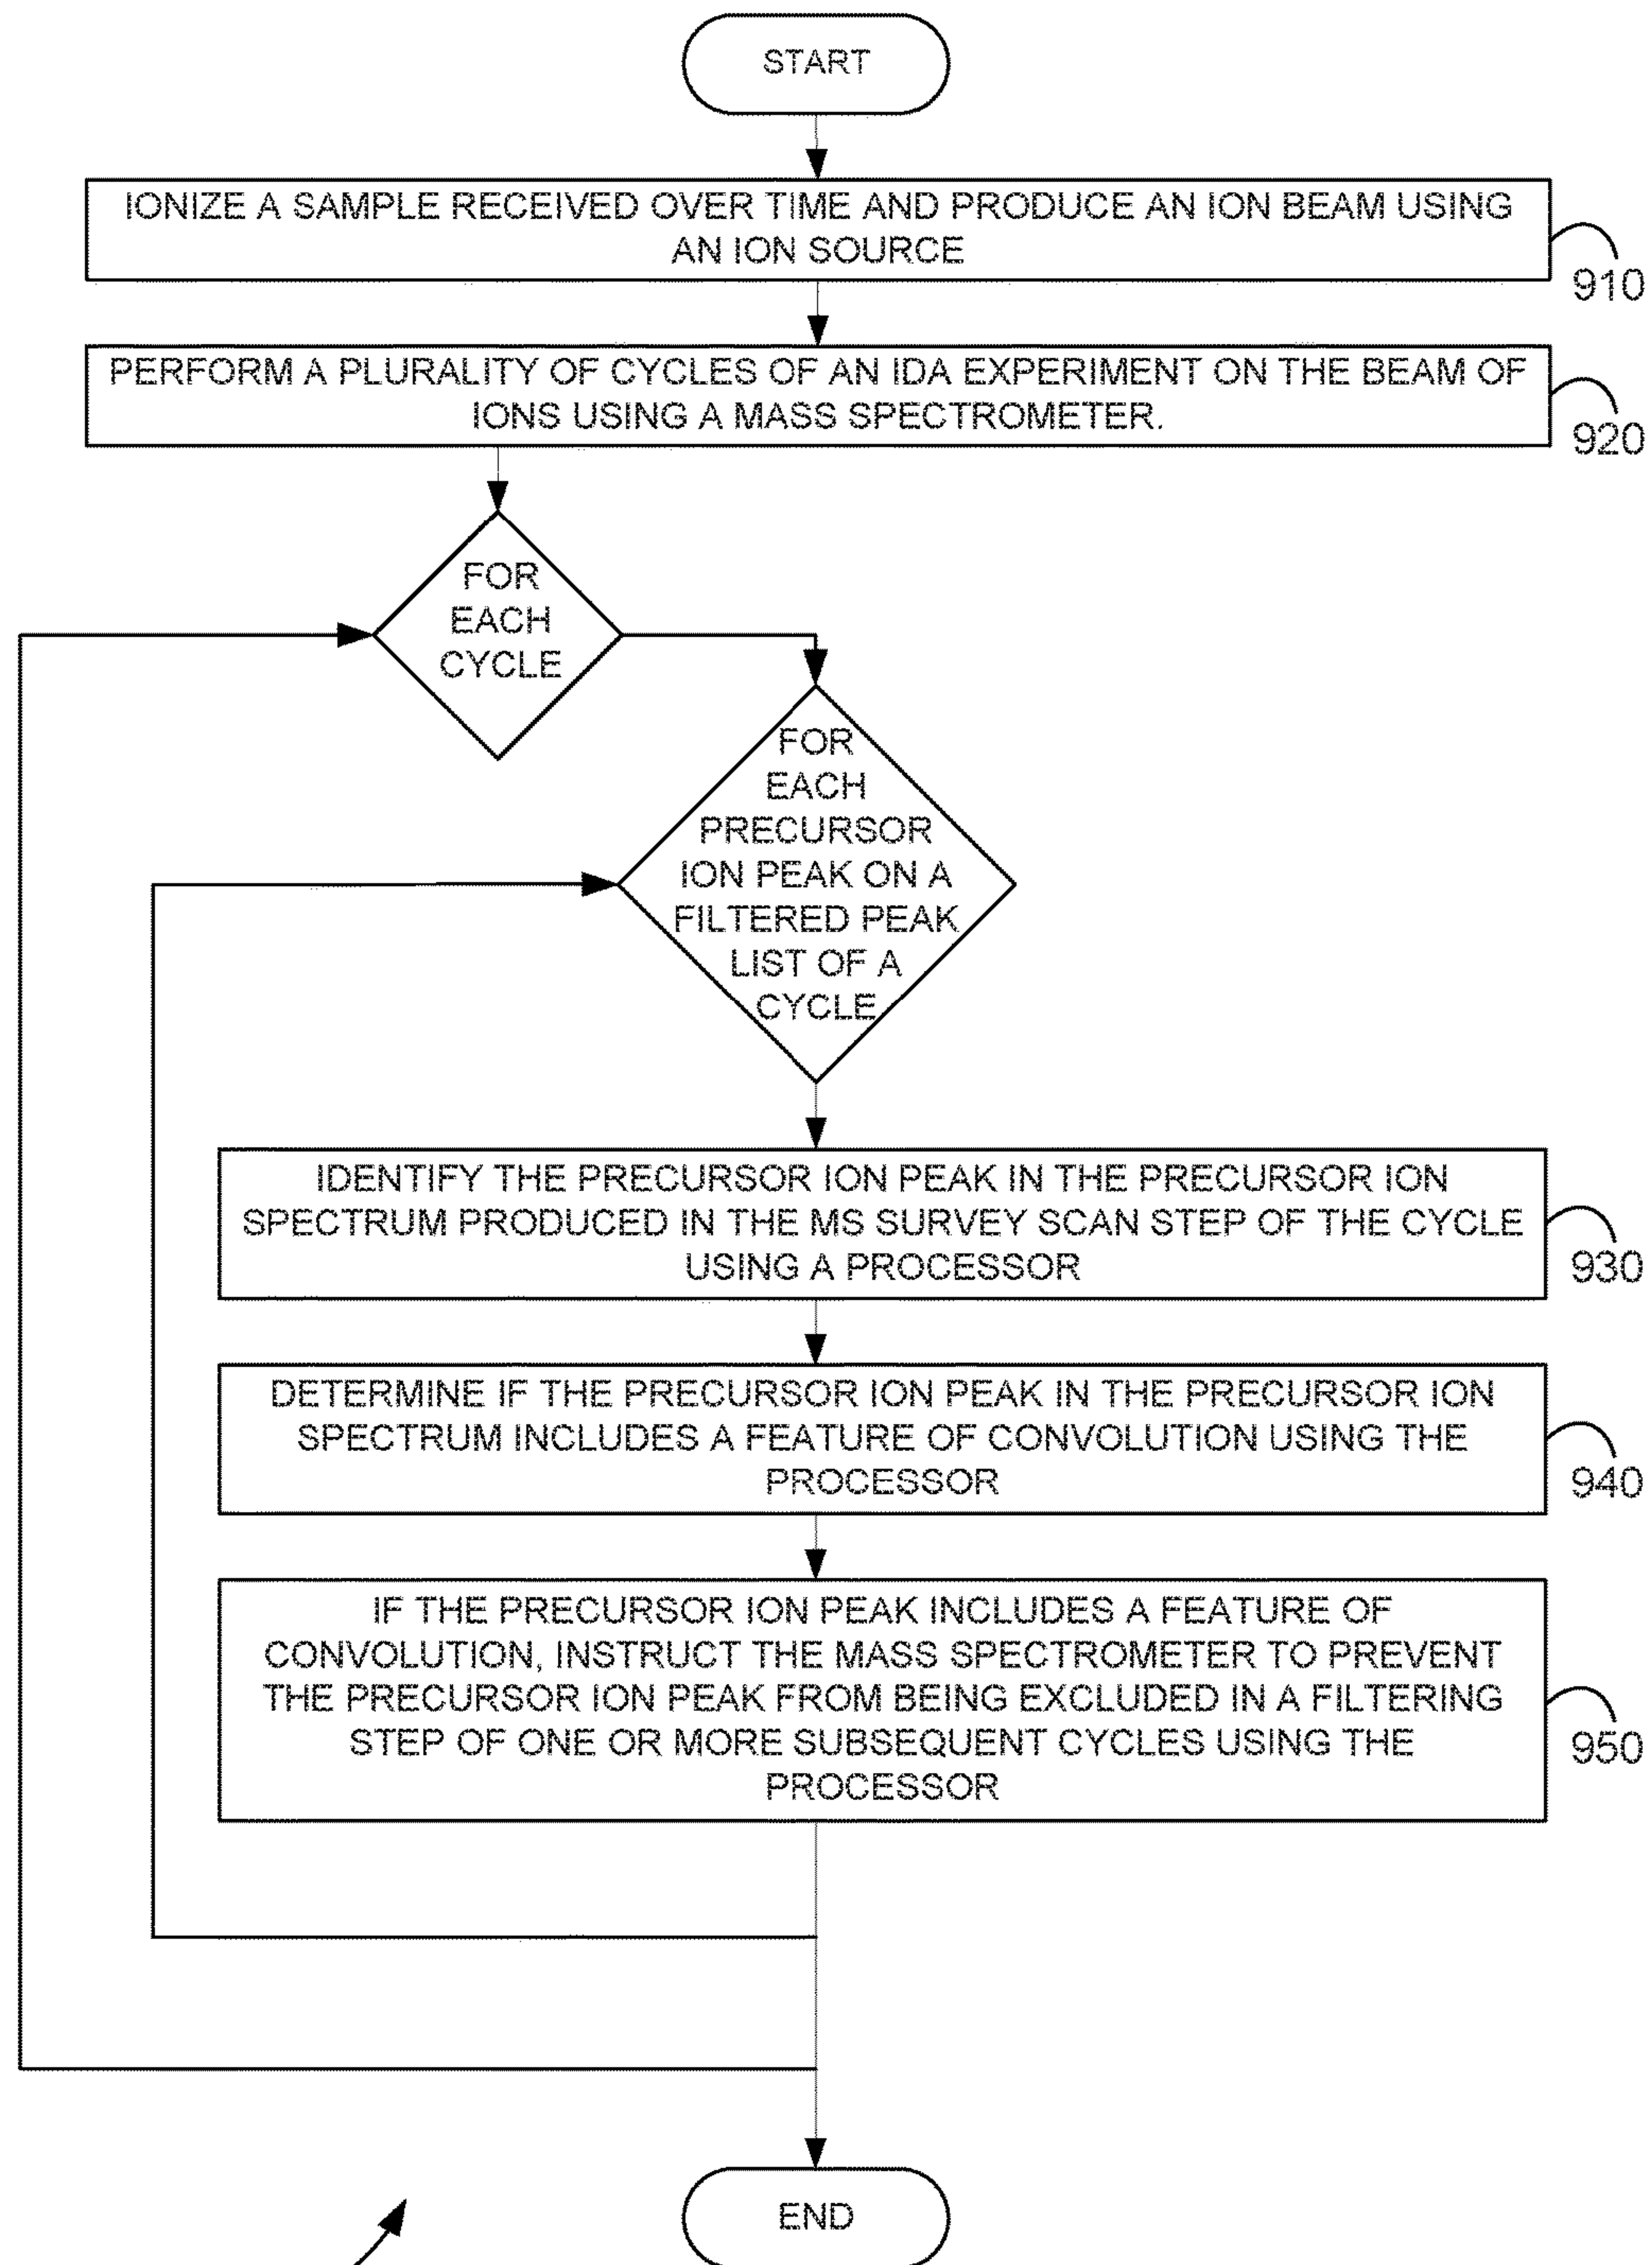 START
IONIZE A SAMPLE RECEIVED OVER TIME AND PRODUCE AN ION BEAM USING
AN ION SOURCE
910
PERFORM A PLURALITY OF CYCLES OF AN IDA EXPERIMENT ON THE BEAM OF
IONS USING A MASS SPECTROMETER.
920
FOR
EACH
CYCLE
FOR
EACH
PRECURSOR
ION PEAK ON A
FILTERED PEAK
LIST OF A
CYCLE
IDENTIFY THE PRECURSOR ION PEAK IN THE PRECURSOR ION
SPECTRUM PRODUCED IN THE MS SURVEY SCAN STEP OF THE CYCLE
USING A PROCESSOR
930
DETERMINE IF THE PRECURSOR ION PEAK IN THE PRECURSOR ION
SPECTRUM INCLUDES A FEATURE OF CONVOLUTION USING THE
PROCESSOR
940
IF THE PRECURSOR ION PEAK INCLUDES A FEATURE OF
CONVOLUTION, INSTRUCT THE MASS SPECTROMETER TO PREVENT
THE PRECURSOR ION PEAK FROM BEING EXCLUDED IN A FILTERING
STEP OF ONE OR MORE SUBSEQUENT CYCLES USING THE
PROCESSOR
950
END